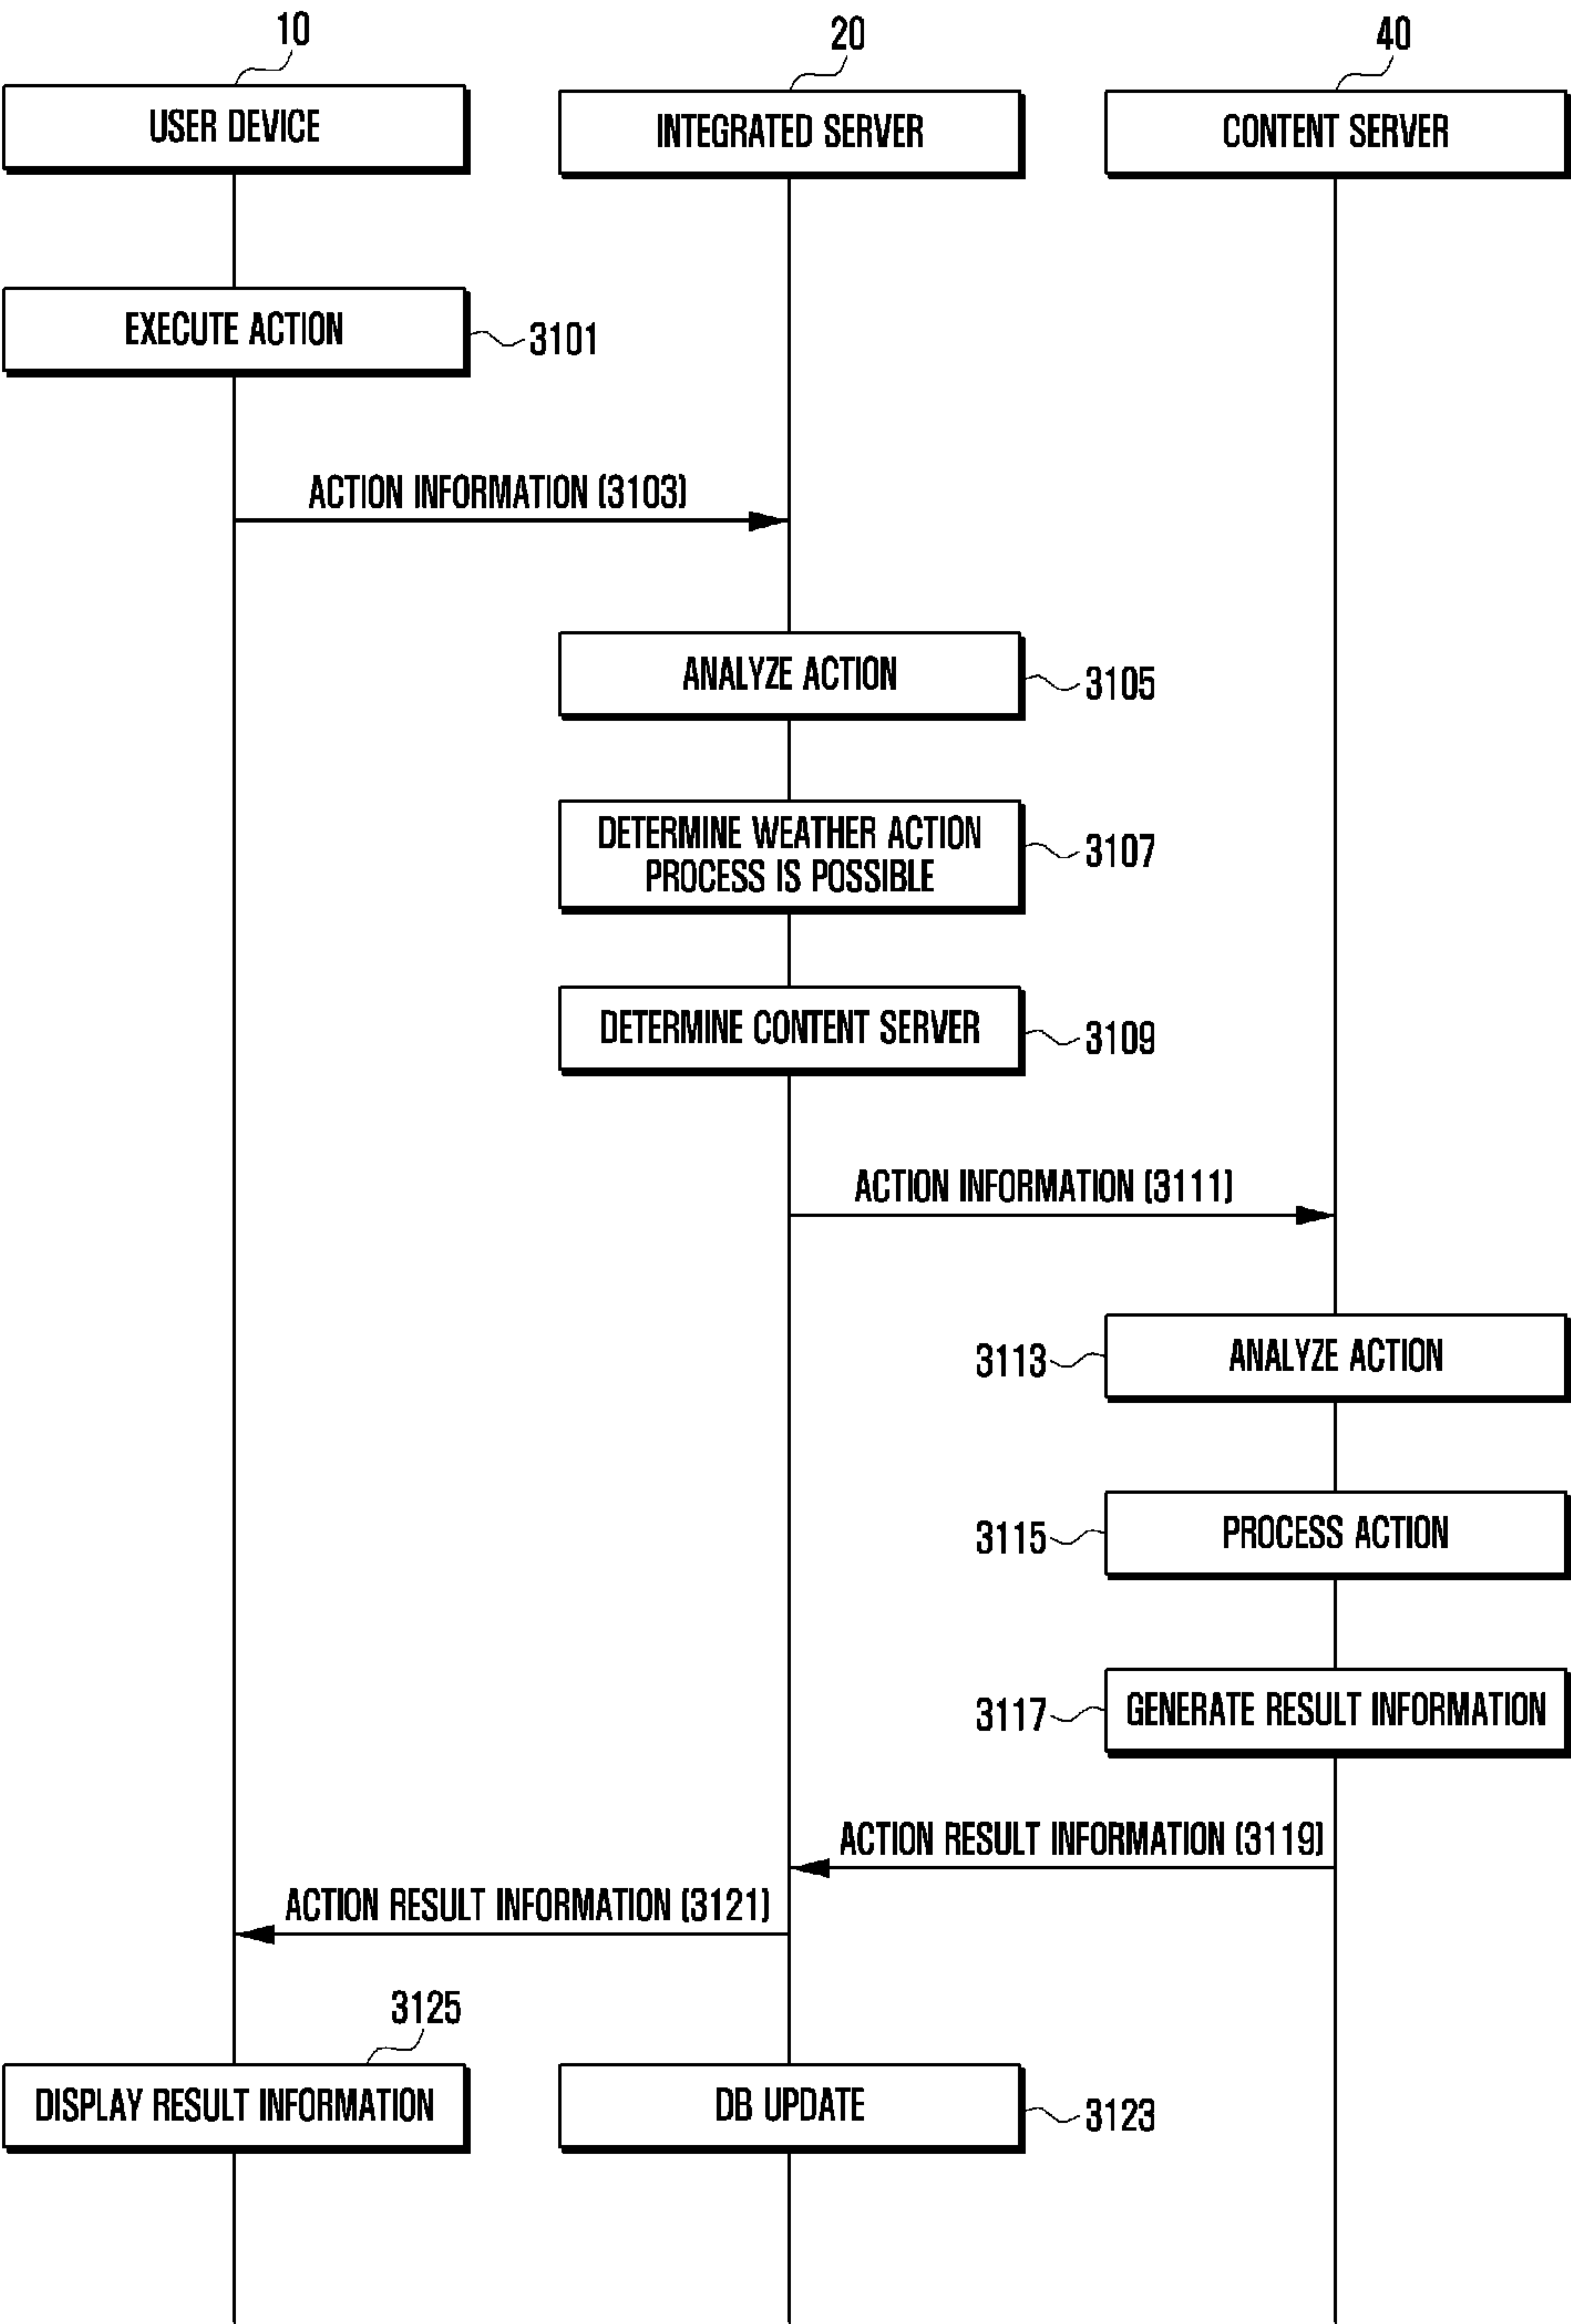 10
20
40
USER DEVICE
INTEGRATED SERVER
CONTENT SERVER
EXECUTE ACTION
3101
ACTION INFORMATION (3103)
ANALYZE ACTION
3105
DETERMINE WEATHER ACTION
PROCESS IS POSSIBLE
3107
DETERMINE CONTENT SERVER
3109
ACTION INFORMATION (3111)
3113
ANALYZE ACTION
3115
PROCESS ACTION
3117
GENERATE RESULT INFORMATION
ACTION RESULT INFORMATION (3119)
ACTION RESULT INFORMATION (3121)
3125
DISPLAY RESULT INFORMATION
DB UPDATE
3123